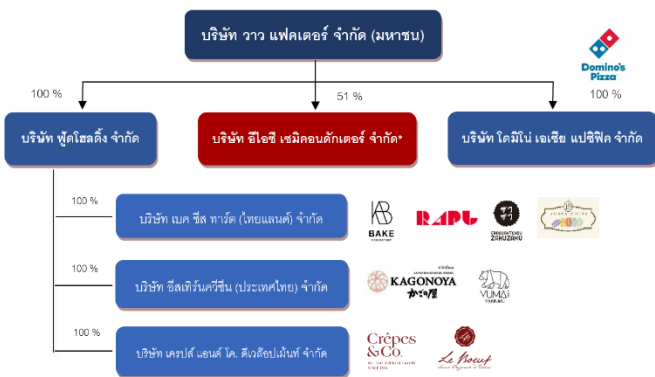 บริษัท วาว แฟคเตอร์ จำกัด (มหาชน)
Domino's
Pizza
100 %
51 %
100 %
บริษัท ฟู้ดโฮลดิ้ง จำกัด
บริษัท อีโอซี เซมิคอนดักเตอร์ จำกัด*
บริษัท โดมิโน่ เอเชีย แปซิฟิค จำกัด
100 %
บริษัท เบค ชีส ทาร์ต (ไทยแลนด์) จำกัด
BAKE
RAPL
ZAKUZAKU
100 %
บริษัท ซีสเทิร์นควีซีน (ประเทศไทย) จำกัด
KAGONOYA
かごの屋
YUMAI
100 %
บริษัท เครปส์ แอนด์ โค. ดีเวล๊อปเม้นท์ จำกัด
Crêpes
& Co.
Le Boeuf